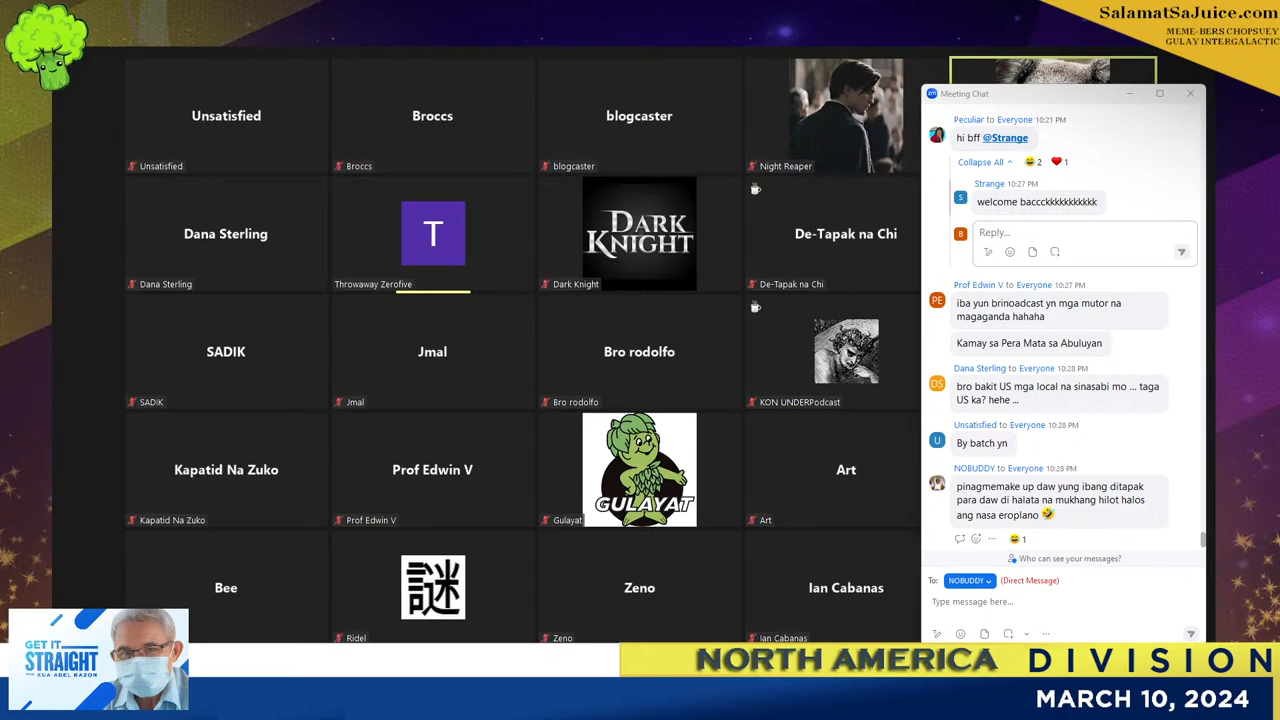 SalamatSaJuice.com
MEME-BERS CHOPSUEY
GULAY INTERGALACTIC
Unsatisfied
Unsatisfied
Broccs
Broccs
blogcaster
blogcaster
Night Reaper
Dana Sterling
Dana Sterling
T
Throwaway Zerofive
DARK
KNIGHT
Dark Knight
De-Tapak na Chi
De-Tapak na Chi
SADIK
SADIK
Jmal
Jmal
Bro rodolfo
Bro rodolfo
KON UNDERPodcast
Kapatid Na Zuko
Kapatid Na Zuko
Prof Edwin V
Prof Edwin V
GULAYAT
Gulayat
Art
Art
Bee
謎
Ridel
Zeno
Zeno
Ian Cabanas
Ian Cabanas
zm Meeting Chat
Peculiar to Everyone 10:21 PM
hi bff @Strange
Collapse All ^ 😂 2 ❤️ 1
Strange 10:27 PM
S
welcome baccckkkkkkkkkkk
B
Reply...
Prof Edwin V to Everyone 10:27 PM
PE
iba yun brinoadcast yn mga mutor na
magaganda hahaha
Kamay sa Pera Mata sa Abuluyan
Dana Sterling to Everyone 10:28 PM
DS
bro bakit US mga local na sinasabi mo ... taga
US ka? hehe ...
Unsatisfied to Everyone 10:28 PM
U
By batch yn
NOBUDDY to Everyone 10:28 PM
pinagmemake up daw yung ibang ditapak
para daw di halata na mukhang hilot halos
ang nasa eroplano 🤣
😂 1
Who can see your messages?
To: NOBUDDY (Direct Message)
Type message here...
GET IT
STRAIGHT
WITH KUA ADEL RAZON
NORTH AMERICA DIVISION
MARCH 10, 2024